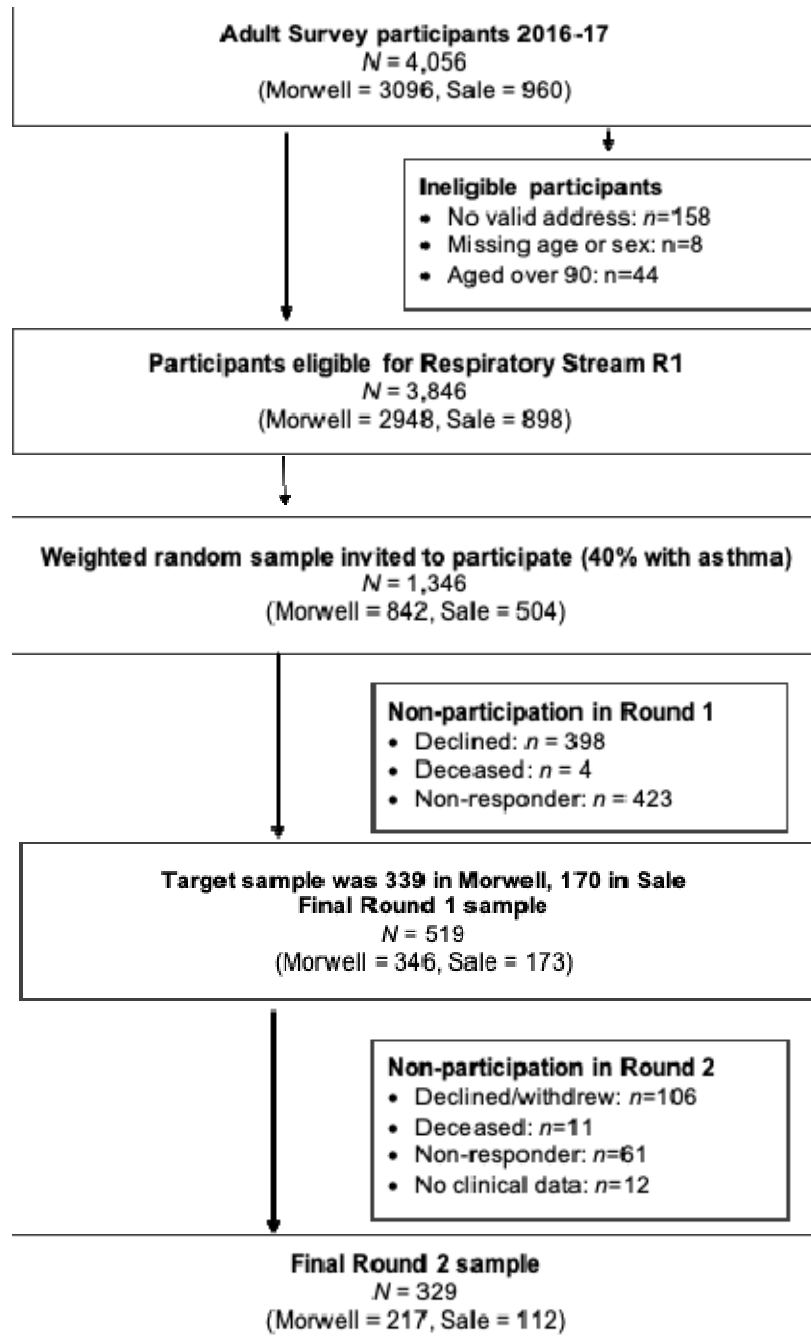 Adult Survey participants 2016-17
N = 4,056
(Morwell = 3096, Sale = 960)
Ineligible participants
• No valid address: n=158
• Missing age or sex: n=8
• Aged over 90: n=44
Participants eligible for Respiratory Stream R1
N = 3,846
(Morwell = 2948, Sale = 898)
Weighted random sample invited to participate (40% with asthma)
N = 1,346
(Morwell = 842, Sale = 504)
Non-participation in Round 1
• Declined: n = 398
• Deceased: n = 4
• Non-responder: n = 423
Target sample was 339 in Morwell, 170 in Sale
Final Round 1 sample
N = 519
(Morwell = 346, Sale = 173)
Non-participation in Round 2
• Declined/withdrew: n=106
• Deceased: n=11
• Non-responder: n=61
• No clinical data: n=12
Final Round 2 sample
N = 329
(Morwell = 217, Sale = 112)